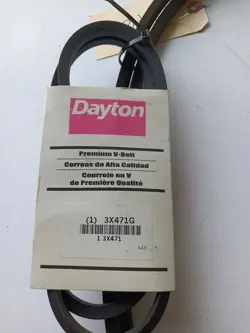 Dayton
Premium V-Belt
Correas de Alta Calidad
Courroie en V
de Première Qualité
(1) 3X471G
1 3X471